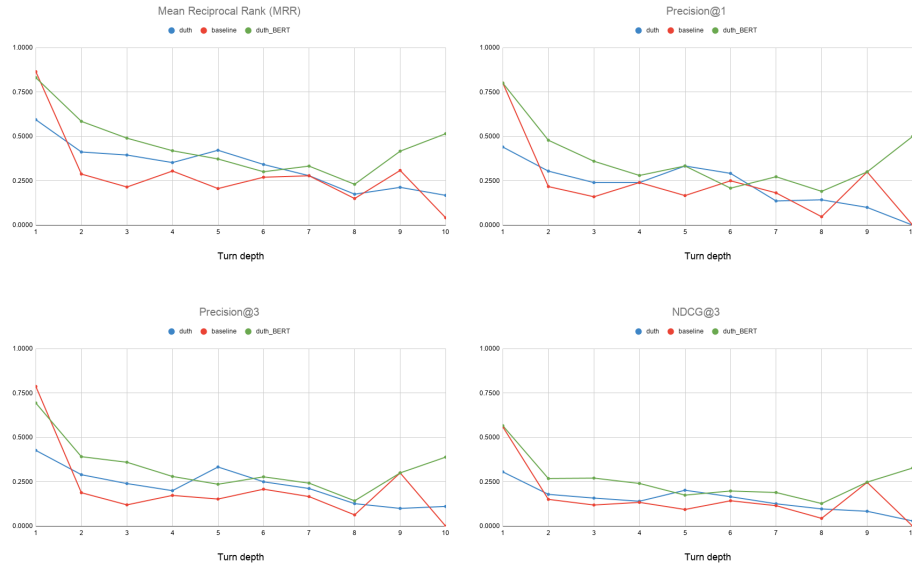 Mean Reciprocal Rank (MRR)
duth baseline duth_BERT
1.0000
0.7500
0.5000
0.2500
0.0000
1 2 3 4 5 6 7 8 9 10
Turn depth
Precision@1
duth baseline duth_BERT
1.0000
0.7500
0.5000
0.2500
0.0000
1 2 3 4 5 6 7 8 9
Turn depth
Precision@3
duth baseline duth_BERT
1.0000
0.7500
0.5000
0.2500
0.0000
1 2 3 4 5 6 7 8 9 10
Turn depth
NDCG@3
duth baseline duth_BERT
1.0000
0.7500
0.5000
0.2500
0.0000
1 2 3 4 5 6 7 8 9
Turn depth